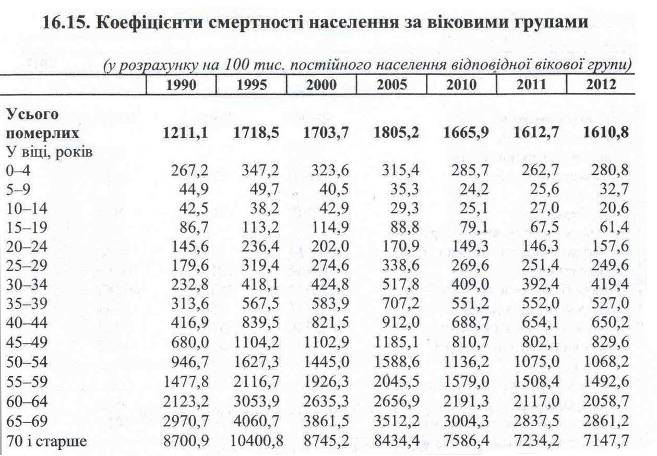 16.15. Коефіцієнти смертності населення за віковими групами
(у розрахунку на 100 тис. постійного населення відповідної вікової групи)
1990 1995 2000 2005 2010 2011 2012
Усього
померлих 1211,1 1718,5 1703,7 1805,2 1665,9 1612,7 1610,8
У віці, років
0–4 267,2 347,2 323,6 315,4 285,7 262,7 280,8
5–9 44,9 49,7 40,5 35,3 24,2 25,6 32,7
10–14 42,5 38,2 42,9 29,3 25,1 27,0 20,6
15–19 86,7 113,2 114,9 88,8 79,1 67,5 61,4
20–24 145,6 236,4 202,0 170,9 149,3 146,3 157,6
25–29 179,6 319,4 274,6 338,6 269,6 251,4 249,6
30–34 232,8 418,1 424,8 517,8 409,0 392,4 419,4
35–39 313,6 567,5 583,9 707,2 551,2 552,0 527,0
40–44 416,9 839,5 821,5 912,0 688,7 654,1 650,2
45–49 680,0 1104,2 1102,9 1185,1 810,7 802,1 829,6
50–54 946,7 1627,3 1445,0 1588,6 1136,2 1075,0 1068,2
55–59 1477,8 2116,7 1926,3 2045,5 1579,0 1508,4 1492,6
60–64 2123,2 3053,9 2635,3 2656,9 2191,3 2117,0 2058,7
65–69 2970,7 4060,7 3861,5 3512,2 3004,3 2837,5 2861,2
70 і старше 8700,9 10400,8 8745,2 8434,4 7586,4 7234,2 7147,7